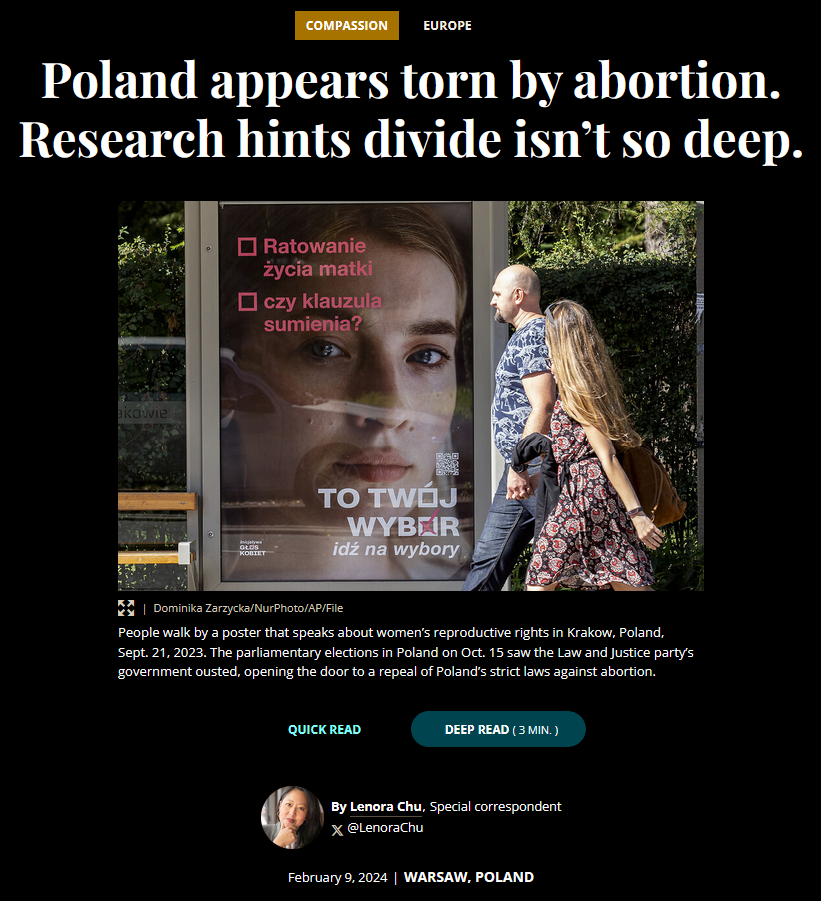 COMPASSION EUROPE
Poland appears torn by abortion.
Research hints divide isn’t so deep.
Ratowanie
życia matki
czy klauzula
sumienia?
akowie
TO TWÓJ
WYBÓR
idź na wybory
inicjatywa
GŁOS
KOBIET
| Dominika Zarzycka/NurPhoto/AP/File
People walk by a poster that speaks about women’s reproductive rights in Krakow, Poland,
Sept. 21, 2023. The parliamentary elections in Poland on Oct. 15 saw the Law and Justice party’s
government ousted, opening the door to a repeal of Poland’s strict laws against abortion.
QUICK READ DEEP READ ( 3 MIN. )
By Lenora Chu, Special correspondent
@LenoraChu
February 9, 2024 | WARSAW, POLAND